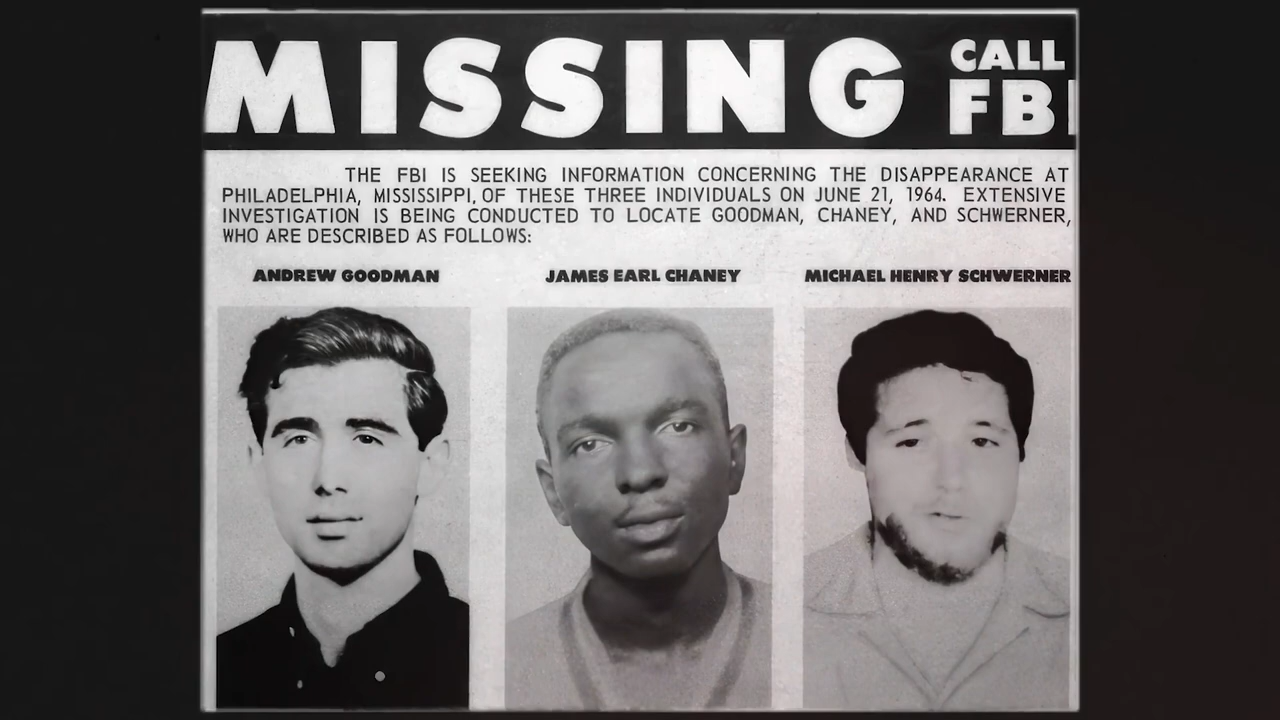 MISSING CALL FBI
THE FBI IS SEEKING INFORMATION CONCERNING THE DISAPPEARANCE AT
PHILADELPHIA, MISSISSIPPI, OF THESE THREE INDIVIDUALS ON JUNE 21, 1964. EXTENSIVE
INVESTIGATION IS BEING CONDUCTED TO LOCATE GOODMAN, CHANEY, AND SCHWERNER,
WHO ARE DESCRIBED AS FOLLOWS:
ANDREW GOODMAN JAMES EARL CHANEY MICHAEL HENRY SCHWERNER